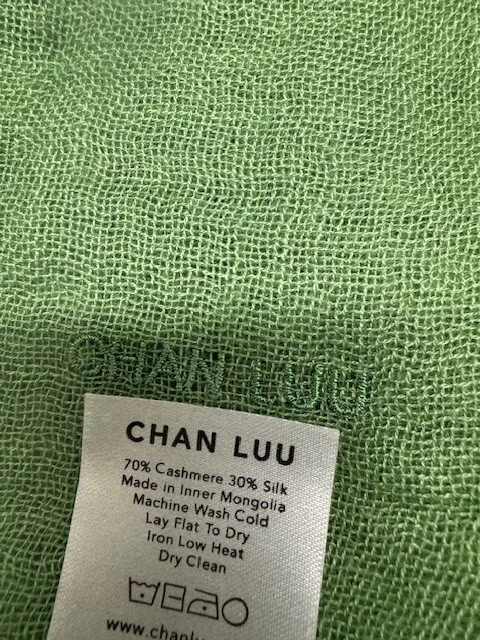 CHAN LUU
CHAN LUU
70% Cashmere 30% Silk
Made in Inner Mongolia
Machine Wash Cold
Lay Flat To Dry
Iron Low Heat
Dry Clean